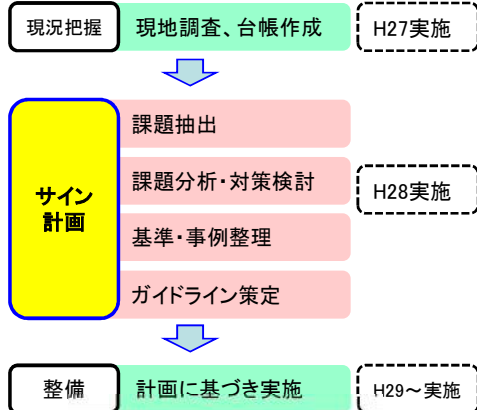 現況把握
現地調査、台帳作成
H27実施
サイン
計画
課題抽出
課題分析・対策検討
基準・事例整理
ガイドライン策定
H28実施
整備
計画に基づき実施
H29～実施